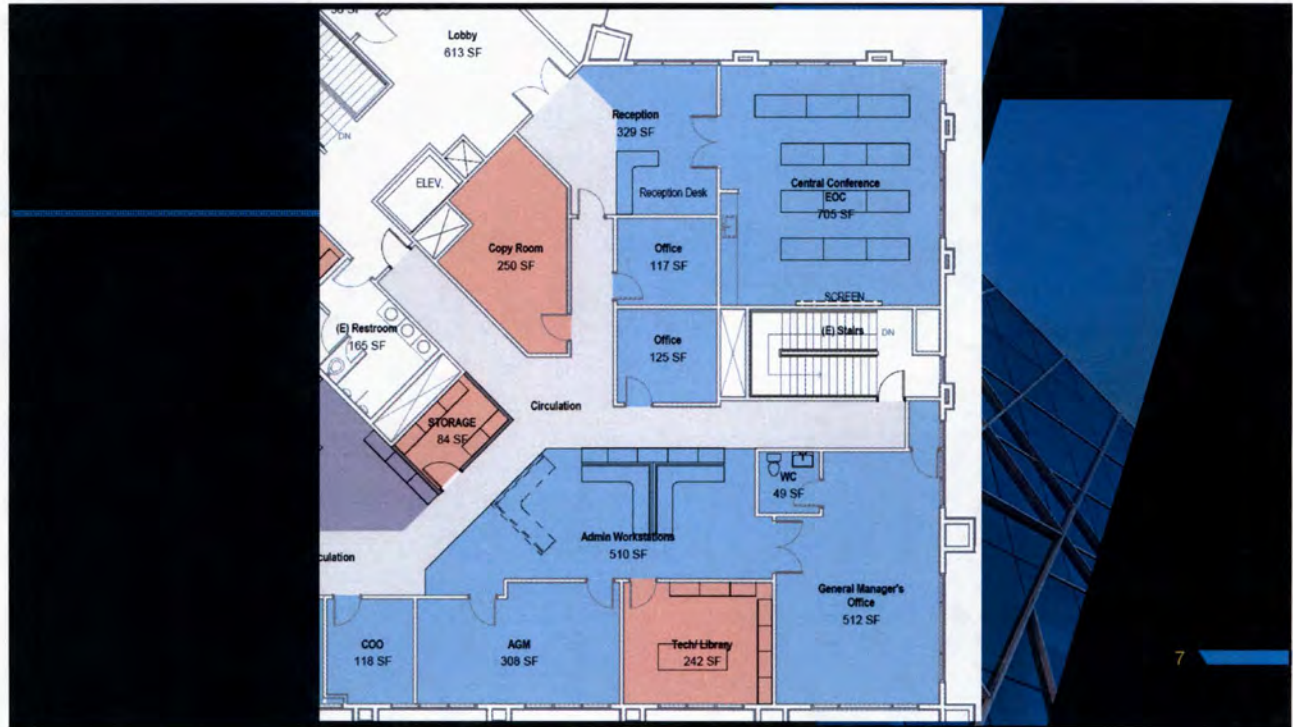 Lobby
613 SF
DN
Reception
329 SF
ELEV.
Reception Desk
Central Conference
EOC
705 SF
Copy Room
250 SF
Office
117 SF
SCREEN
(E) Restroom
165 SF
Office
125 SF
(E) Stairs
DN
Circulation
STORAGE
84 SF
WC
49 SF
Admin Workstations
510 SF
General Manager's
Office
512 SF
COO
118 SF
AGM
308 SF
Tech/ Library
242 SF
7